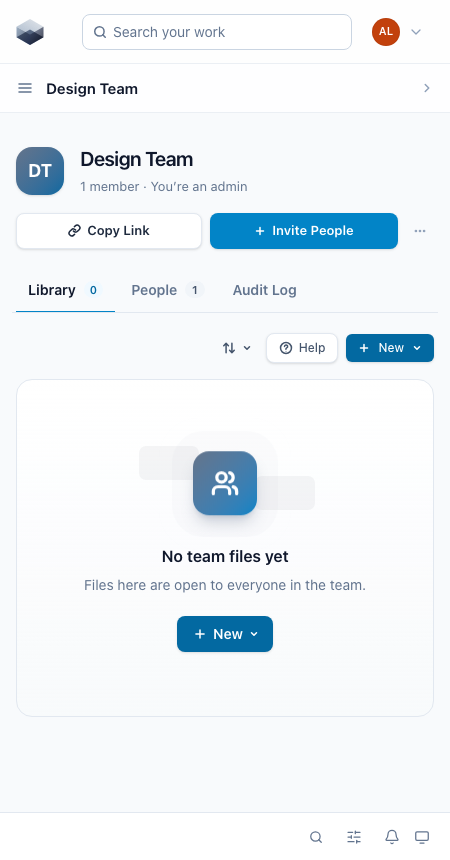 Search your work
AL
Design Team
DT
Design Team
1 member · You're an admin
Copy Link
Invite People
Library 0
People 1
Audit Log
Help
New
No team files yet
Files here are open to everyone in the team.
New